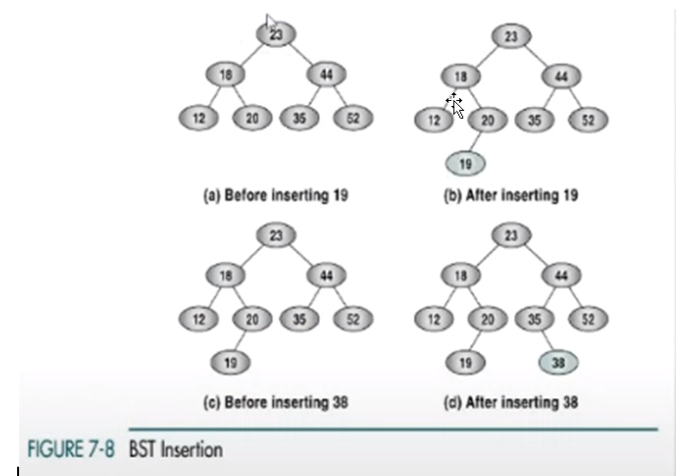 23 23
18 44 18 44
12 20 35 52 12 20 35 52
19
(a) Before inserting 19 (b) After inserting 19
23 23
18 44 18 44
12 20 35 52 12 20 35 52
19 19 38
(c) Before inserting 38 (d) After inserting 38
FIGURE 7-8 BST Insertion